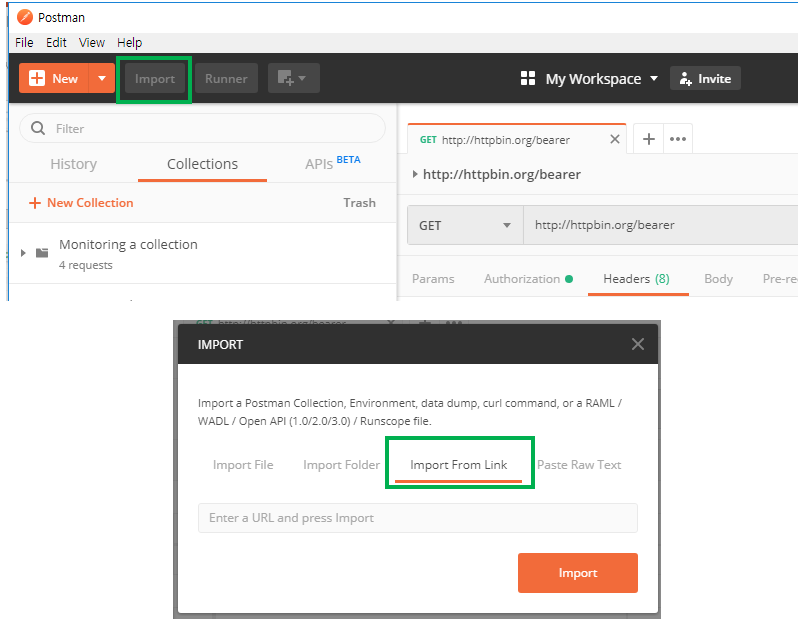 Postman
File Edit View Help
New Import Runner My Workspace Invite
Filter
History Collections APIs BETA
New Collection Trash
Monitoring a collection
4 requests
GET http://httpbin.org/bearer
http://httpbin.org/bearer
GET http://httpbin.org/bearer
Params Authorization Headers (8) Body Pre-re
IMPORT
Import a Postman Collection, Environment, data dump, curl command, or a RAML /
WADL / Open API (1.0/2.0/3.0) / Runscope file.
Import File Import Folder Import From Link Paste Raw Text
Enter a URL and press Import
Import